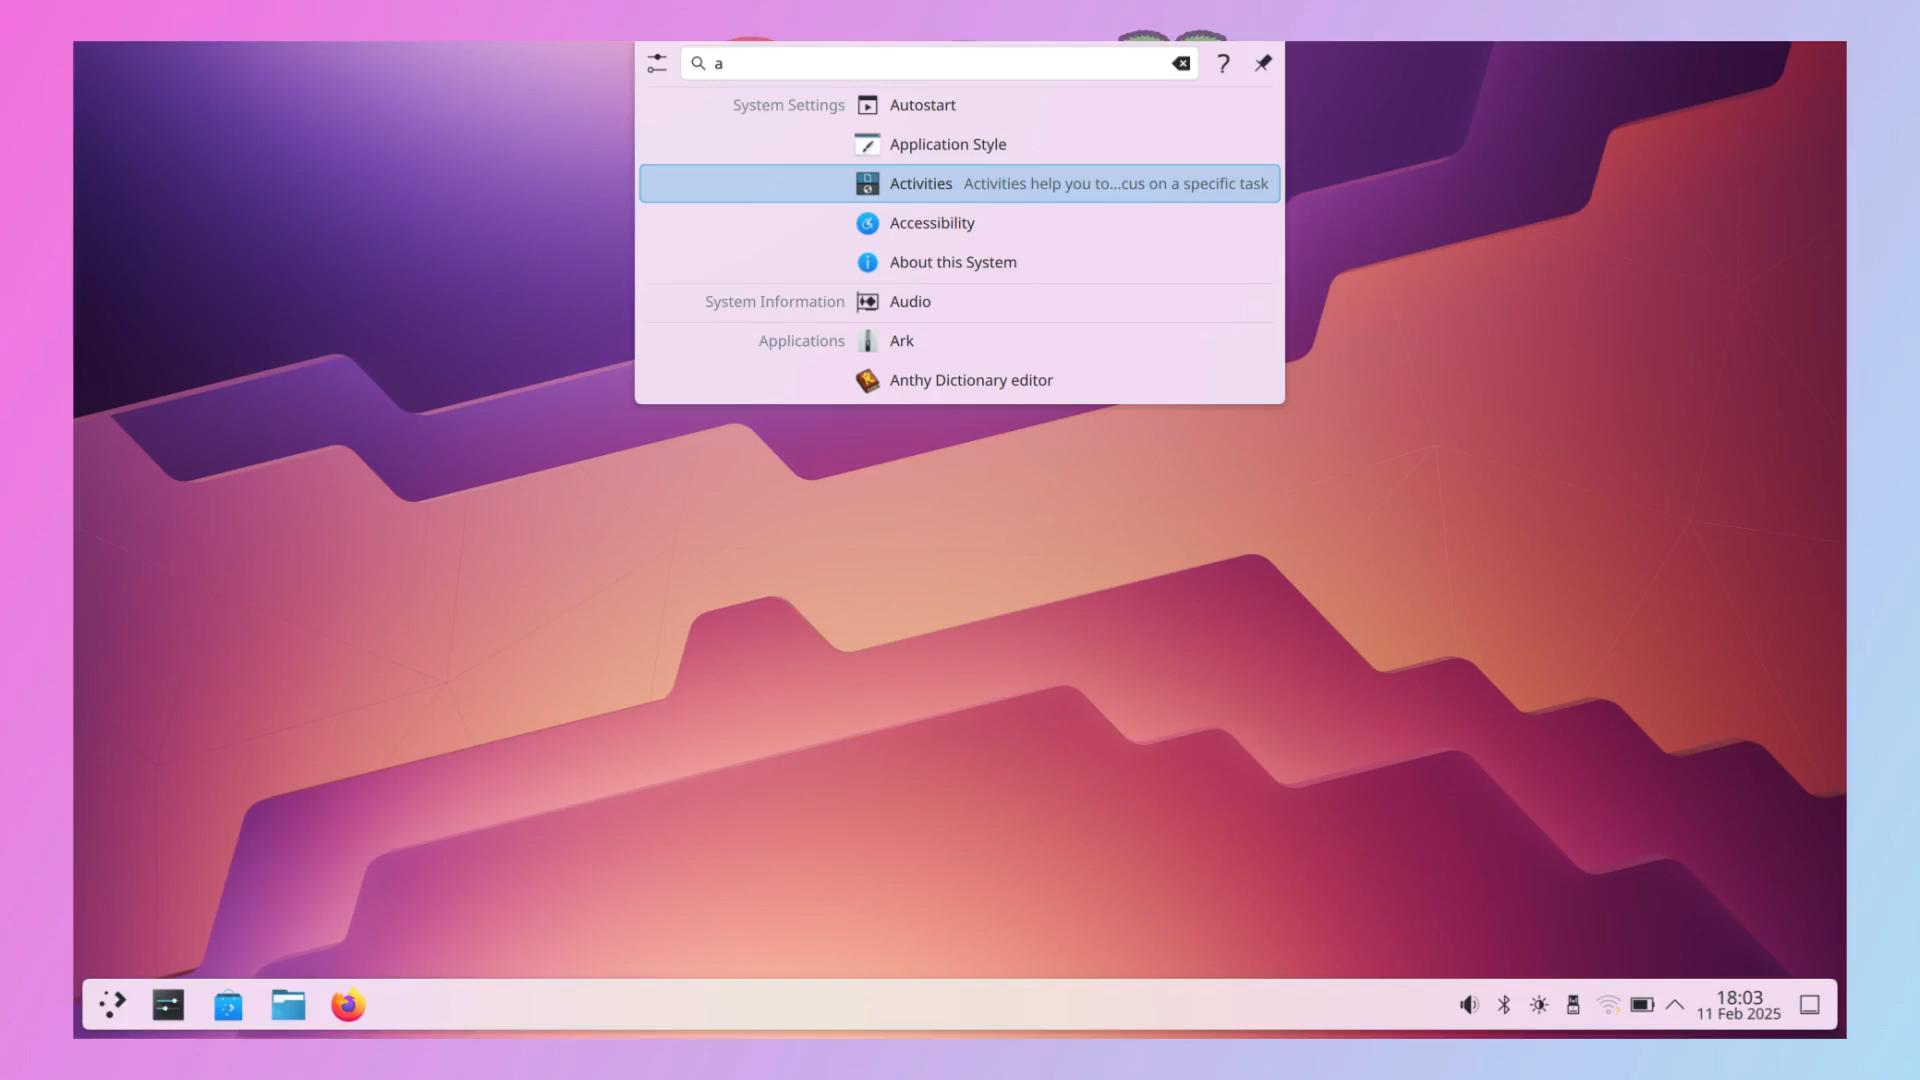 a
System Settings Autostart
Application Style
Activities Activities help you to...cus on a specific task
Accessibility
About this System
System Information Audio
Applications Ark
Anthy Dictionary editor
18:03
11 Feb 2025